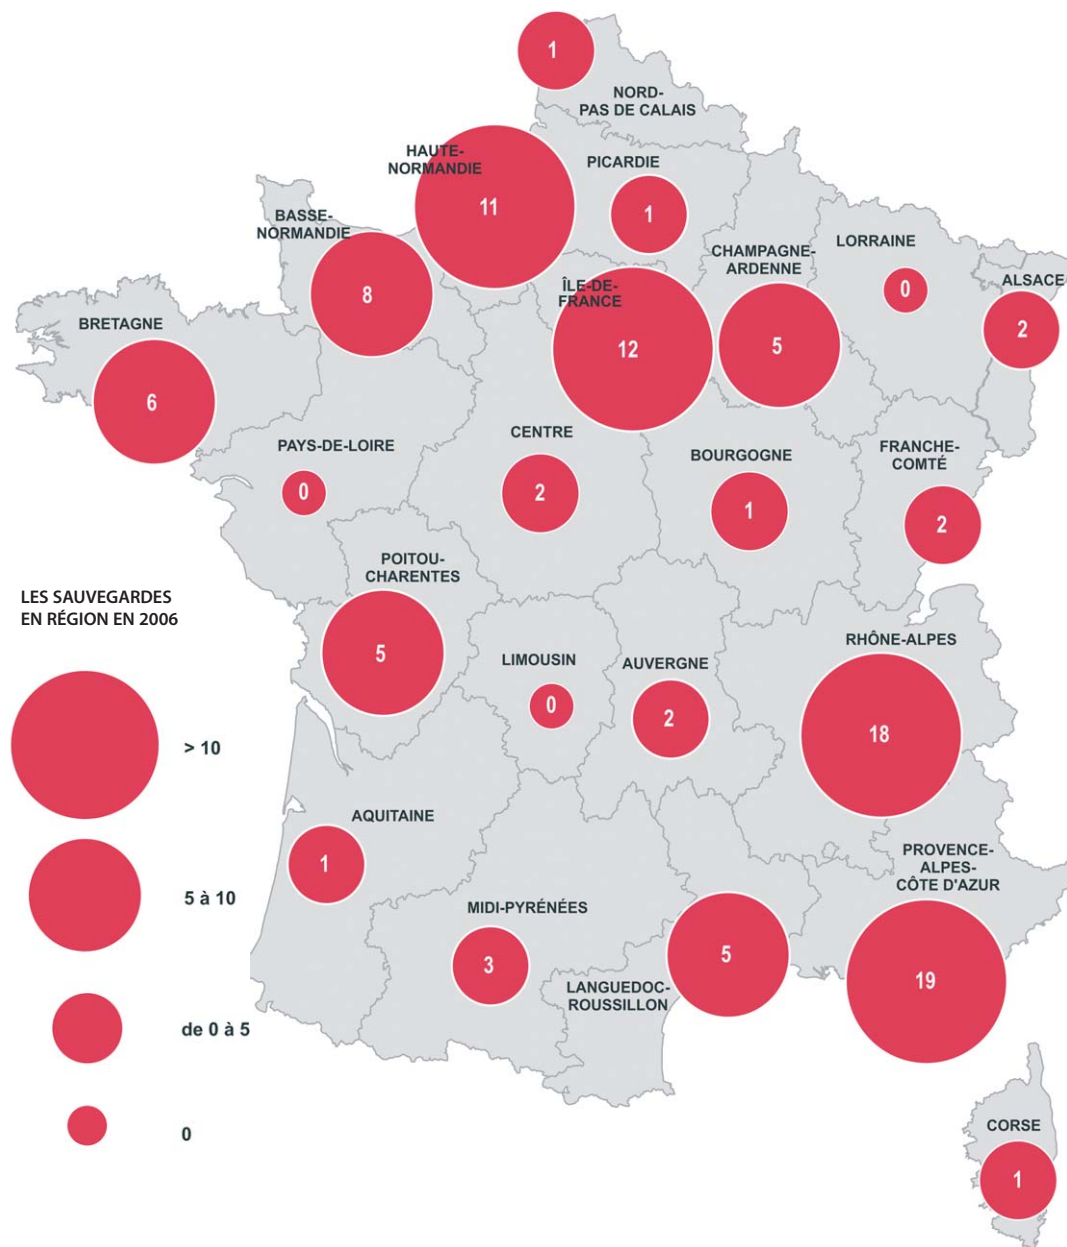 1
NORD-
PAS DE CALAIS
HAUTE-
NORMANDIE
11
PICARDIE
1
BASSE-
NORMANDIE
8
CHAMPAGNE-
ARDENNE
5
LORRAINE
0
ALSACE
2
ÎLE-DE-
FRANCE
12
BRETAGNE
6
PAYS-DE-LOIRE
0
CENTRE
2
BOURGOGNE
1
FRANCHE-
COMTÉ
2
POITOU-
CHARENTES
5
LIMOUSIN
0
AUVERGNE
2
RHÔNE-ALPES
18
AQUITAINE
1
MIDI-PYRÉNÉES
3
LANGUEDOC-
ROUSSILLON
5
PROVENCE-
ALPES-
CÔTE D'AZUR
19
CORSE
1
LES SAUVEGARDES
EN RÉGION EN 2006
> 10
5 à 10
de 0 à 5
0